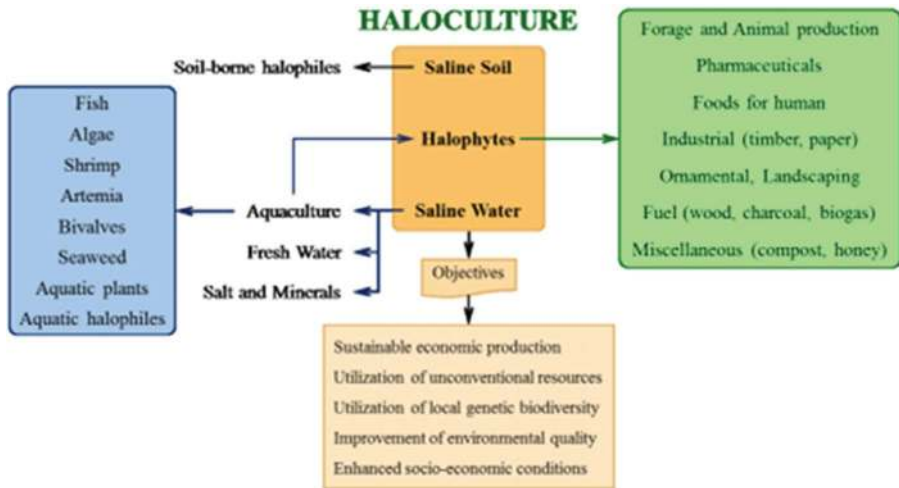 HALOCULTURE
Soil-borne halophiles
Saline Soil
Halophytes
Saline Water
Aquaculture
Fresh Water
Salt and Minerals
Fish
Algae
Shrimp
Artemia
Bivalves
Seaweed
Aquatic plants
Aquatic halophiles
Forage and Animal production
Pharmaceuticals
Foods for human
Industrial (timber, paper)
Ornamental, Landscaping
Fuel (wood, charcoal, biogas)
Miscellaneous (compost, honey)
Objectives
Sustainable economic production
Utilization of unconventional resources
Utilization of local genetic biodiversity
Improvement of environmental quality
Enhanced socio-economic conditions